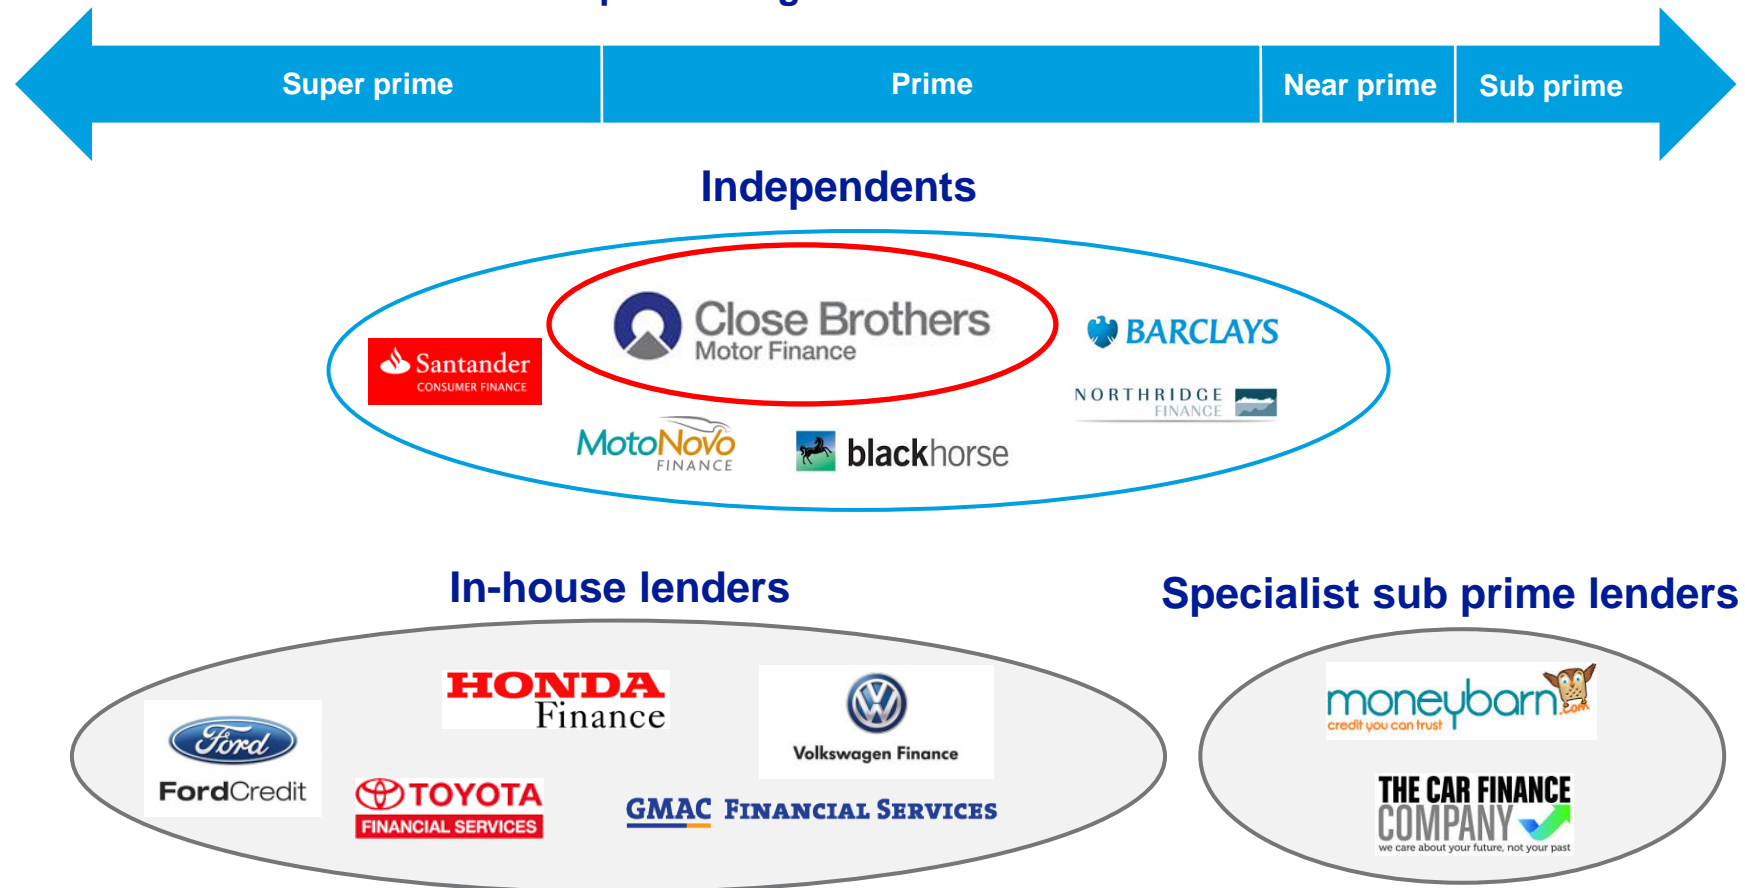 Super prime
Prime
Near prime
Sub prime
Independents
Close Brothers
Motor Finance
BARCLAYS
Santander
CONSUMER FINANCE
NORTHRIDGE
FINANCE
MotoNovo
FINANCE
blackhorse
In-house lenders
Specialist sub prime lenders
HONDA
Finance
Ford
FordCredit
Volkswagen Finance
TOYOTA
FINANCIAL SERVICES
GMAC FINANCIAL SERVICES
moneybarn
.com
credit you can trust
THE CAR FINANCE
COMPANY
we care about your future, not your past